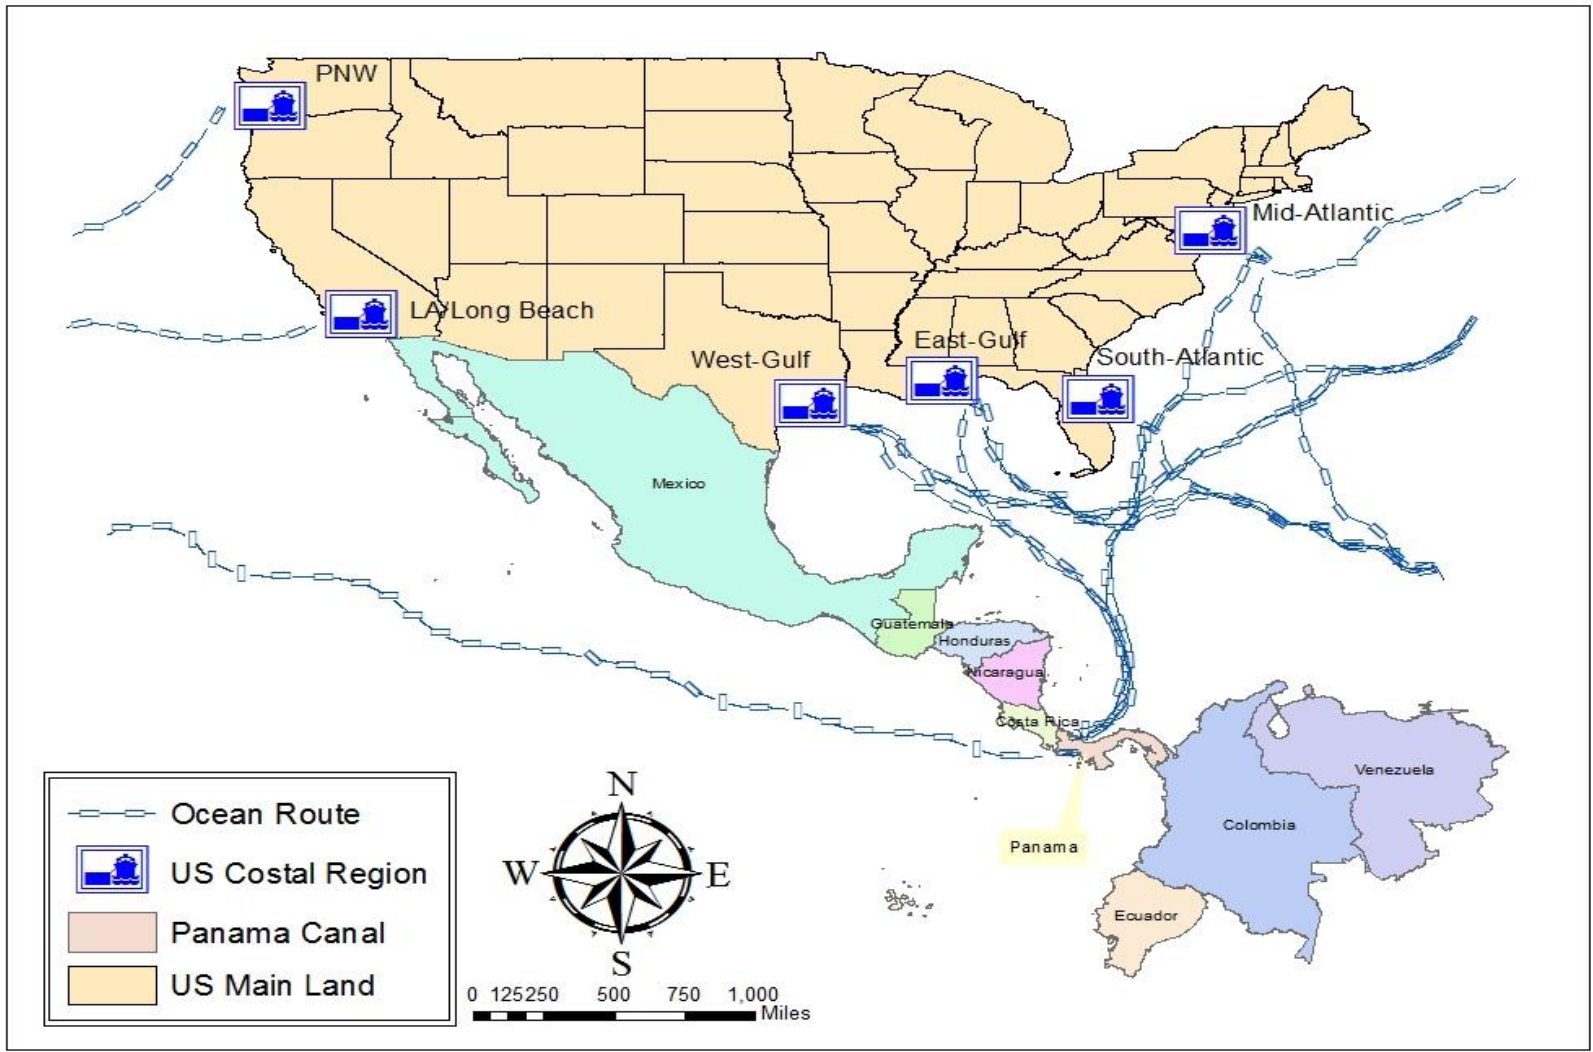 PNW
Mid-Atlantic
LA/Long Beach
East-Gulf
West-Gulf
South-Atlantic
Mexico
Guatemala
Honduras
Nicaragua
Costa Rica
Venezuela
Colombia
Panama
Ecuador
Ocean Route
US Costal Region
Panama Canal
US Main Land
N
W E
S
0 125 250 500 750 1,000
Miles